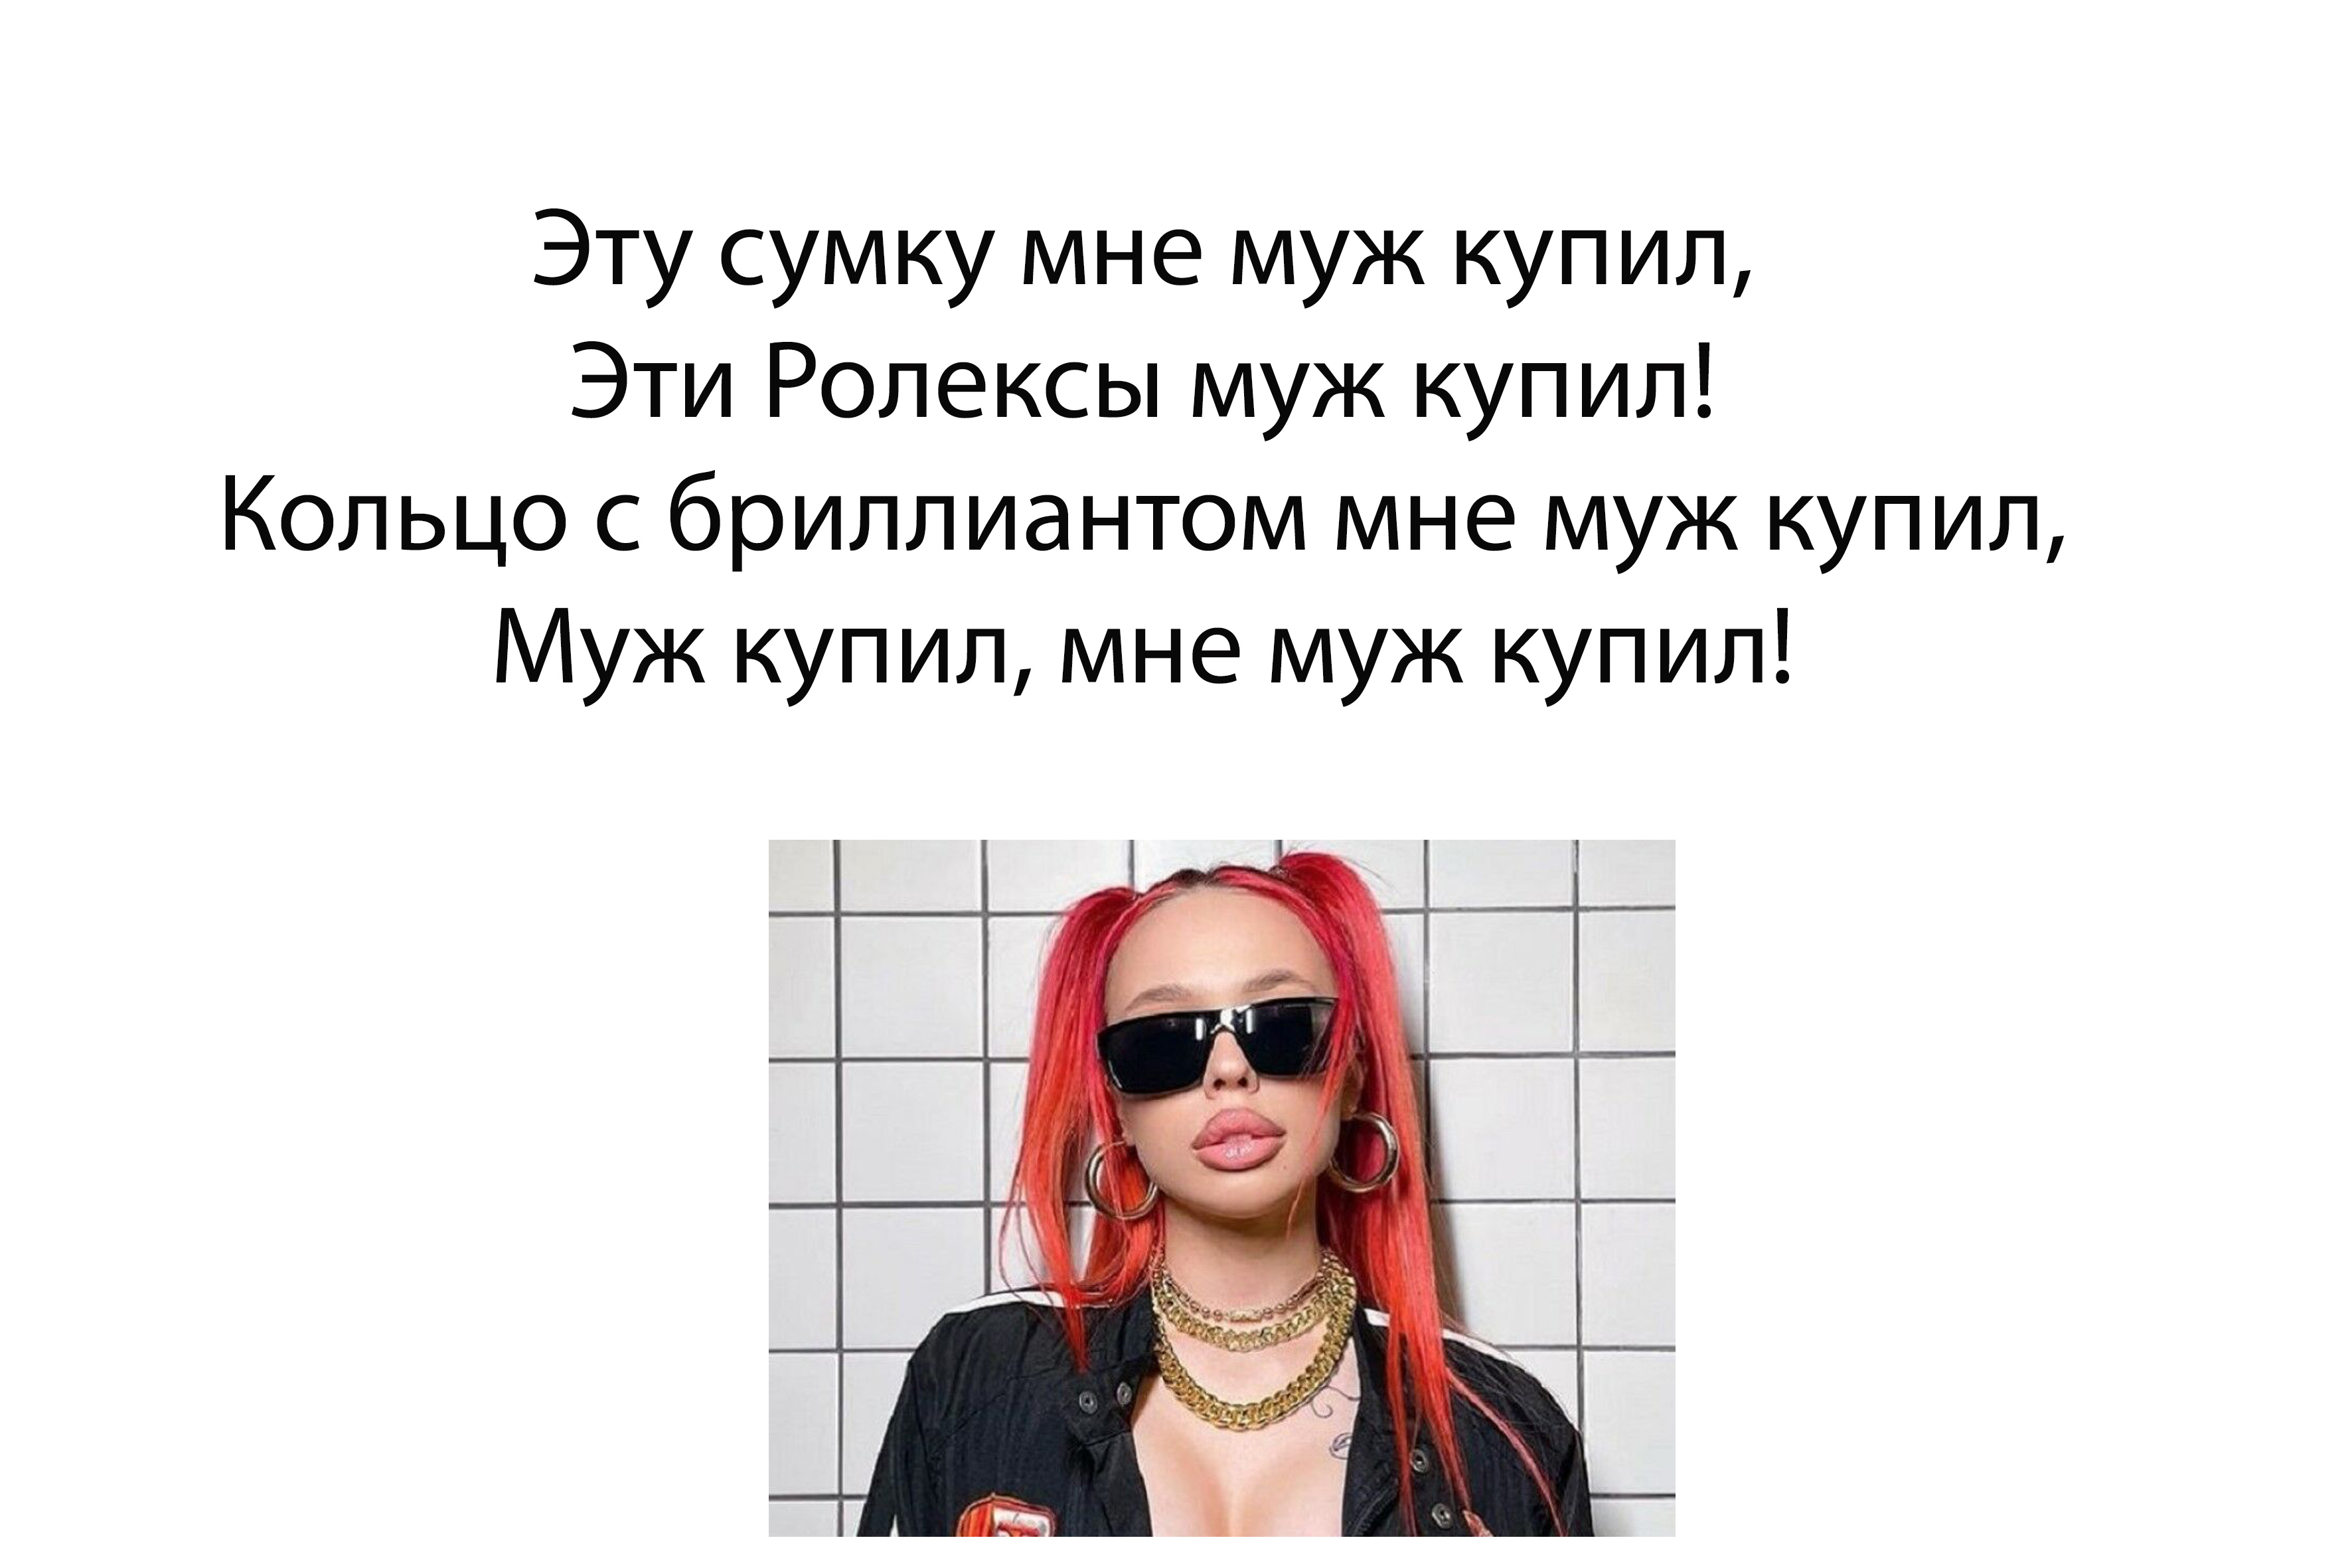 Эту сумку мне муж купил,
Эти Ролексы муж купил!
Кольцо с бриллиантом мне муж купил,
Муж купил, мне муж купил!